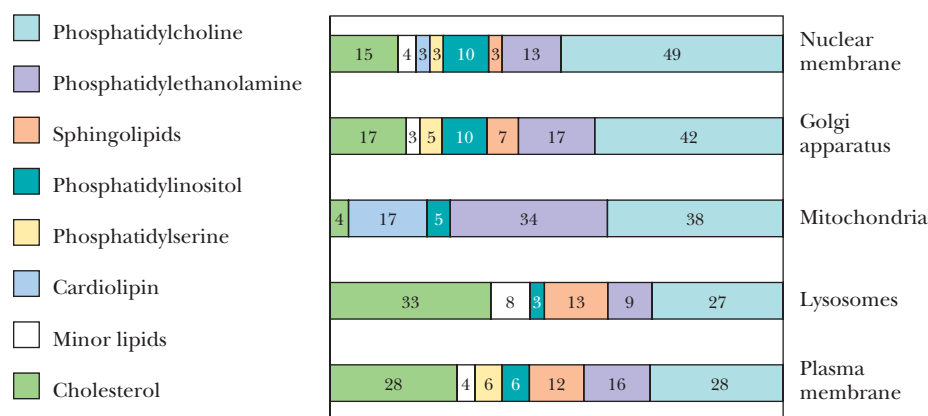 Phosphatidylcholine
Phosphatidylethanolamine
Sphingolipids
Phosphatidylinositol
Phosphatidylserine
Cardiolipin
Minor lipids
Cholesterol
15 4 3 3 10 3 13 49
Nuclear
membrane
17 3 5 10 7 17 42
Golgi
apparatus
4 17 5 34 38
Mitochondria
33 8 3 13 9 27
Lysosomes
28 4 6 6 12 16 28
Plasma
membrane